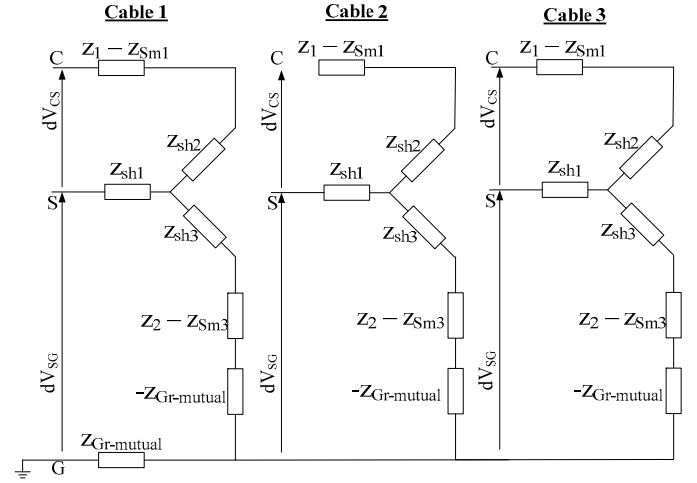 Cable 1
Cable 2
Cable 3
C
z1 – zSm1
C
z1 – zSm1
C
z1 – zSm1
dVCS
dVCS
dVCS
zsh2
zsh2
zsh2
zsh1
zsh1
zsh1
S
S
S
zsh3
zsh3
zsh3
z2 – zSm3
z2 – zSm3
z2 – zSm3
dVSG
dVSG
dVSG
-zGr-mutual
-zGr-mutual
-zGr-mutual
zGr-mutual
G